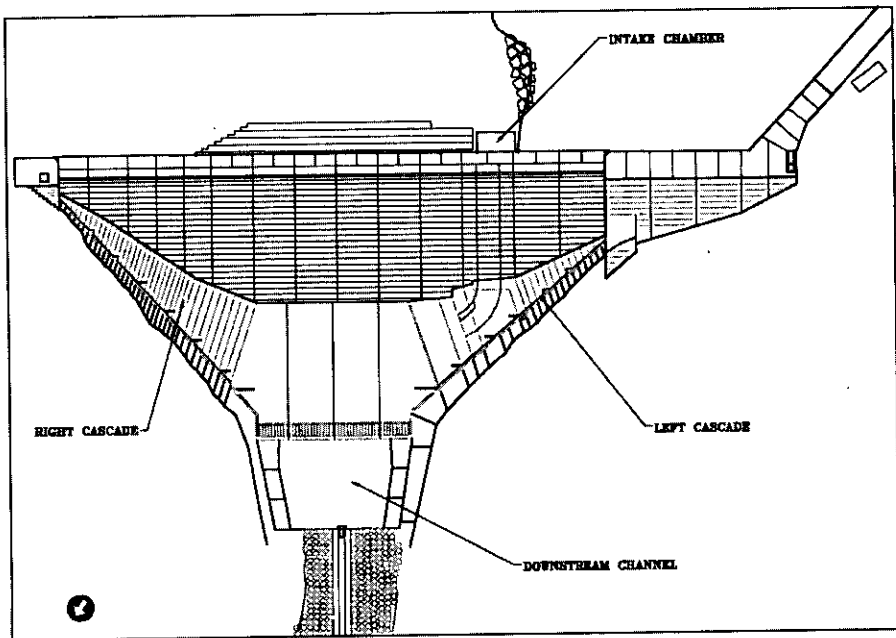 INTAKE CHAMBER
RIGHT CASCADE
LEFT CASCADE
DOWNSTREAM CHANNEL